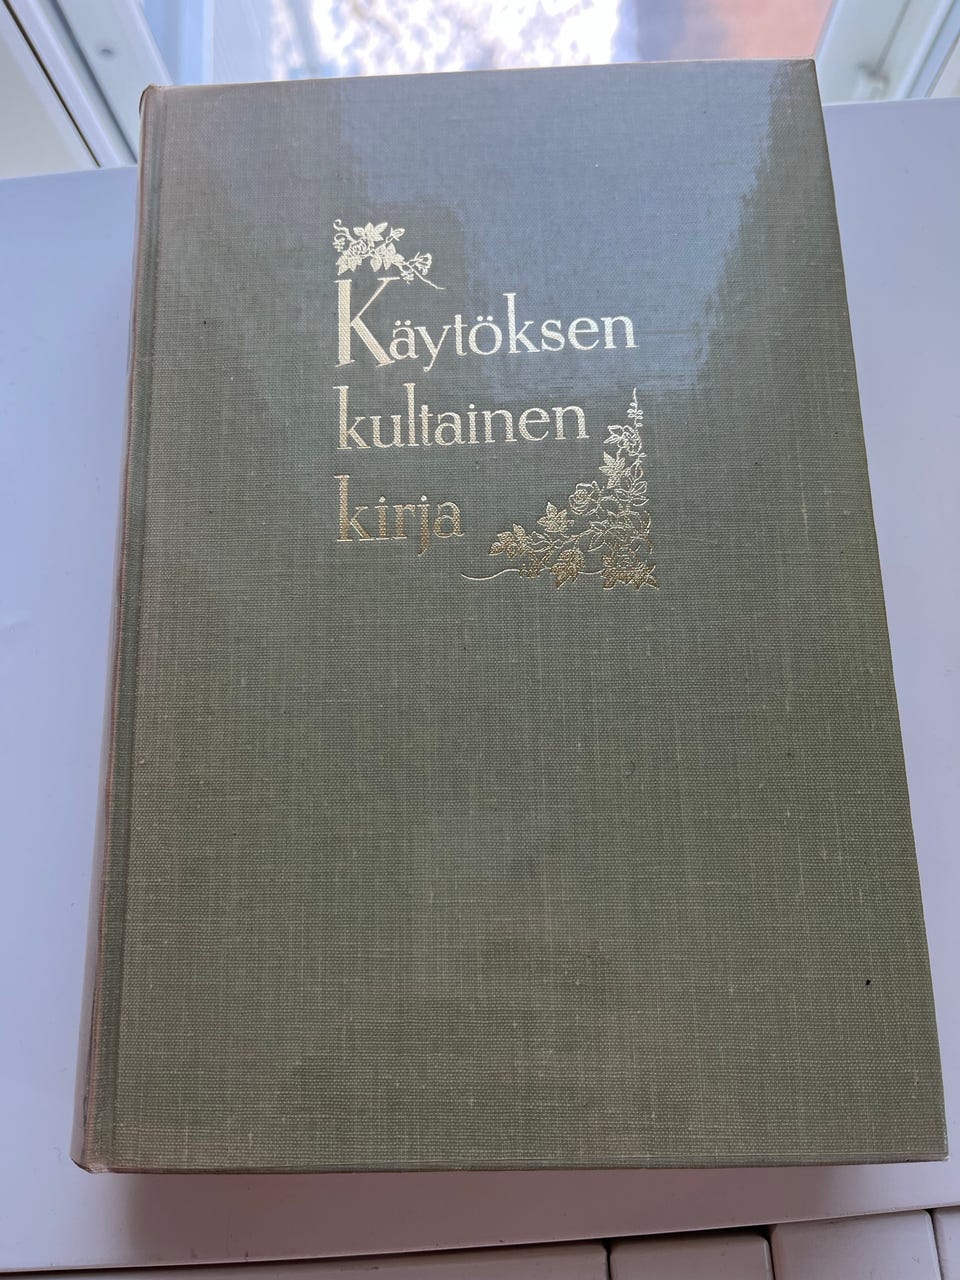 Käytöksen
kultainen
kirja